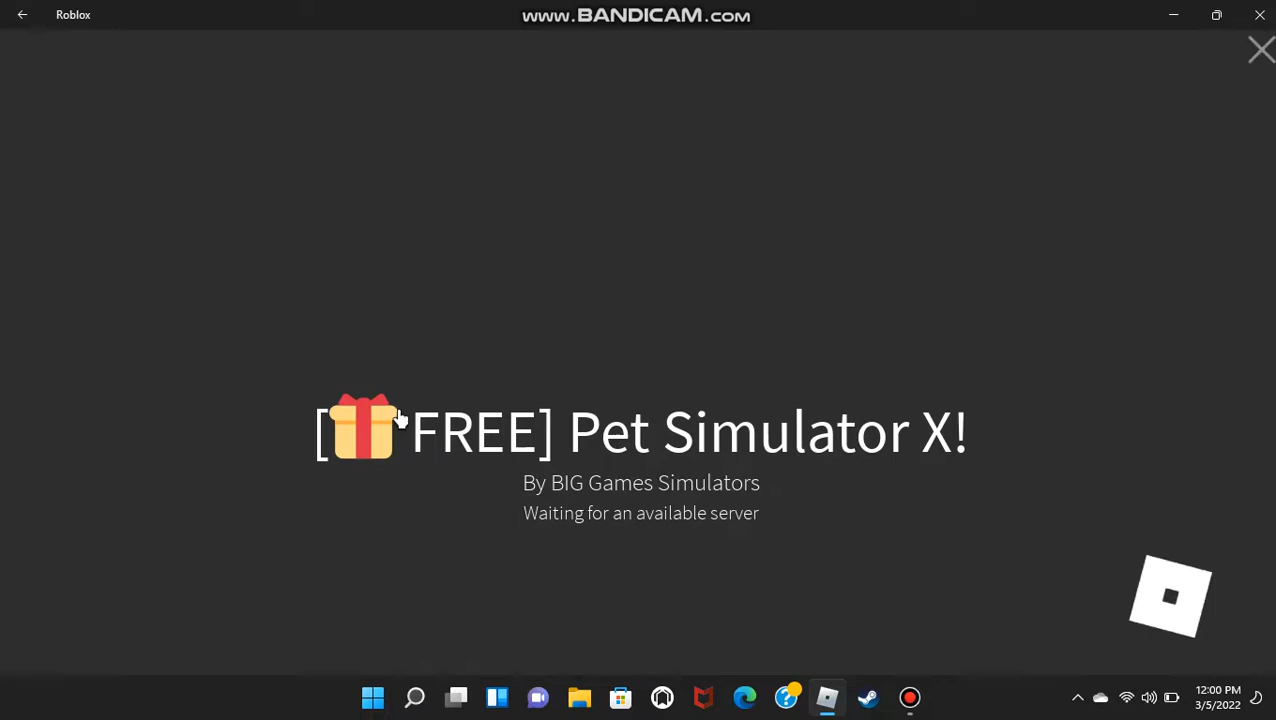 Roblox
www.BANDICAM.com
[🎁FREE] Pet Simulator X!
By BIG Games Simulators
Waiting for an available server
12:00 PM
3/5/2022